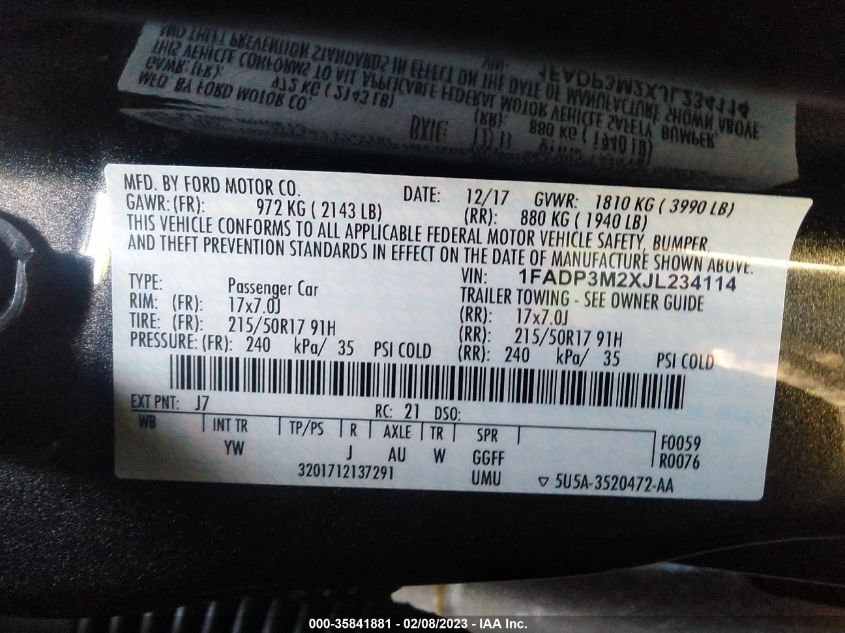 MFD. BY FORD MOTOR CO.
DATE: 12/17 GVWR: 1810 KG ( 3990 LB)
GAWR: (FR): 972 KG ( 2143 LB) (RR): 880 KG ( 1940 LB)
THIS VEHICLE CONFORMS TO ALL APPLICABLE FEDERAL MOTOR VEHICLE SAFETY, BUMPER,
AND THEFT PREVENTION STANDARDS IN EFFECT ON THE DATE OF MANUFACTURE SHOWN ABOVE.
VIN: 1FADP3M2XJL234114
TYPE: Passenger Car TRAILER TOWING - SEE OWNER GUIDE
RIM: (FR): 17x7.0J (RR): 17x7.0J
TIRE: (FR): 215/50R17 91H (RR): 215/50R17 91H
PRESSURE: (FR): 240 kPa/ 35 PSI COLD (RR): 240 kPa/ 35 PSI COLD
EXT PNT: J7 RC: 21 DSO:
WB INT TR TP/PS R AXLE TR SPR F0059
YW J AU W GGFF R0076
3201712137291 UMU ▽ 5U5A-3520472-AA
000-35841881 - 02/08/2023 - IAA Inc.